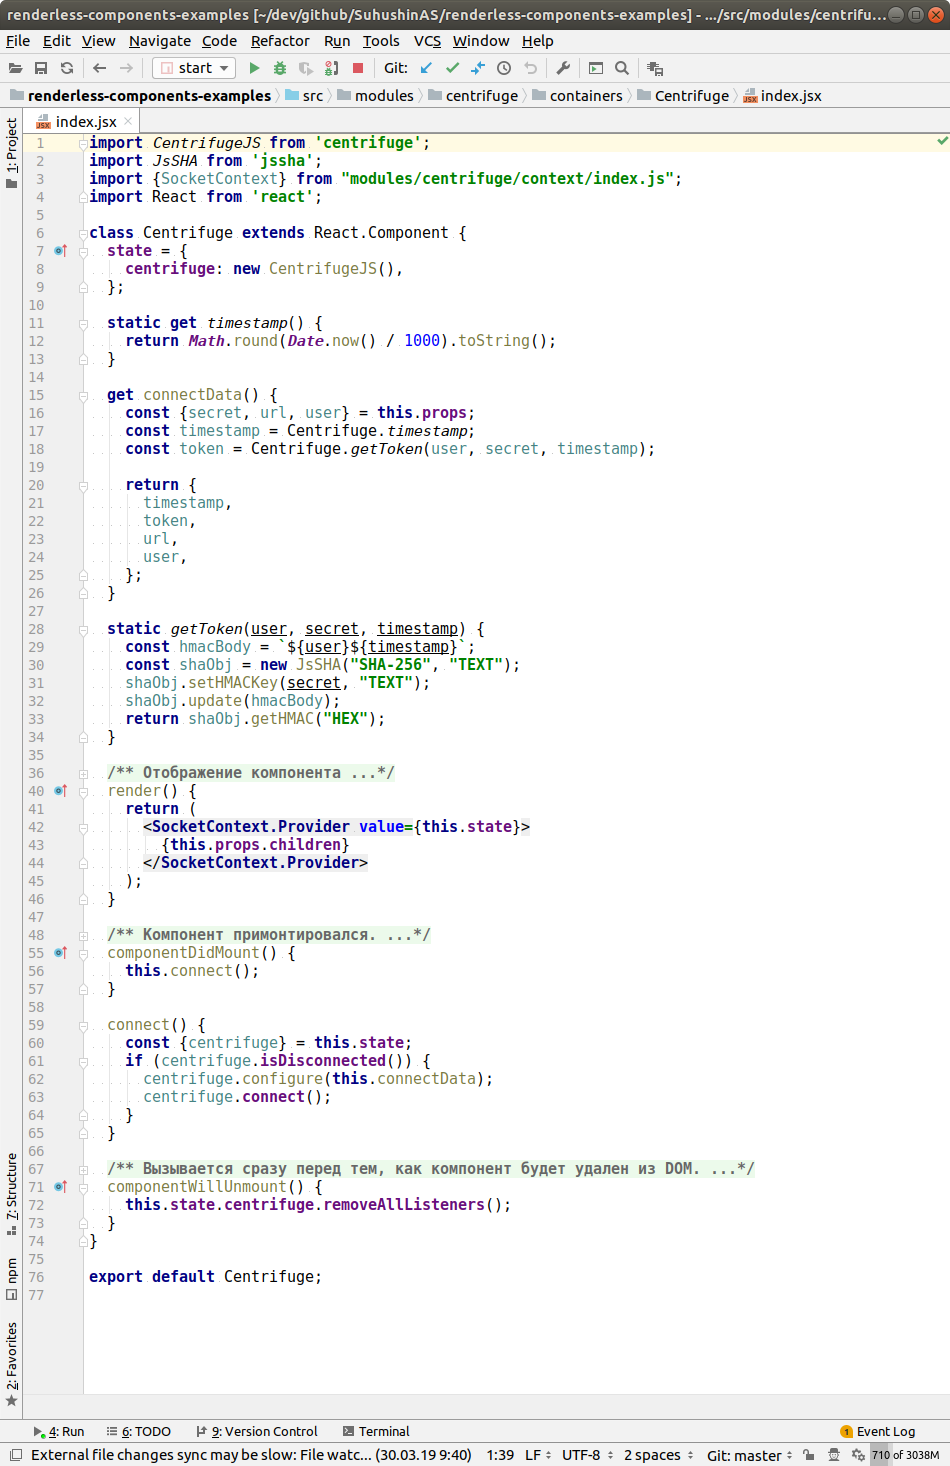 renderless-components-examples [~/dev/github/SuhushinAS/renderless-components-examples] - .../src/modules/centrifu...
File Edit View Navigate Code Refactor Run Tools VCS Window Help
start Git:
renderless-components-examples src modules centrifuge containers Centrifuge index.jsx
1: Project
index.jsx
1 import CentrifugeJS from 'centrifuge';
2 import JsSHA from 'jssha';
3 import {SocketContext} from "modules/centrifuge/context/index.js";
4 import React from 'react';
5
6 class Centrifuge extends React.Component {
7 state = {
8 centrifuge: new CentrifugeJS(),
9 };
10
11 static get timestamp() {
12 return Math.round(Date.now() / 1000).toString();
13 }
14
15 get connectData() {
16 const {secret, url, user} = this.props;
17 const timestamp = Centrifuge.timestamp;
18 const token = Centrifuge.getToken(user, secret, timestamp);
19
20 return {
21 timestamp,
22 token,
23 url,
24 user,
25 };
26 }
27
28 static getToken(user, secret, timestamp) {
29 const hmacBody = `${user}${timestamp}`;
30 const shaObj = new JsSHA("SHA-256", "TEXT");
31 shaObj.setHMACKey(secret, "TEXT");
32 shaObj.update(hmacBody);
33 return shaObj.getHMAC("HEX");
34 }
35
36 /** Отображение компонента ...*/
40 render() {
41 return (
42 <SocketContext.Provider value={this.state}>
43 {this.props.children}
44 </SocketContext.Provider>
45 );
46 }
47
48 /** Компонент примонтировался. ...*/
55 componentDidMount() {
56 this.connect();
57 }
58
59 connect() {
60 const {centrifuge} = this.state;
61 if (centrifuge.isDisconnected()) {
62 centrifuge.configure(this.connectData);
63 centrifuge.connect();
64 }
65 }
66
67 /** Вызывается сразу перед тем, как компонент будет удален из DOM. ...*/
71 componentWillUnmount() {
72 this.state.centrifuge.removeAllListeners();
73 }
74 }
75
76 export default Centrifuge;
77
7: Structure
npm
2: Favorites
4: Run 6: TODO 9: Version Control Terminal 1 Event Log
External file changes sync may be slow: File watc... (30.03.19 9:40) 1:39 LF UTF-8 2 spaces Git: master 710 of 3038M